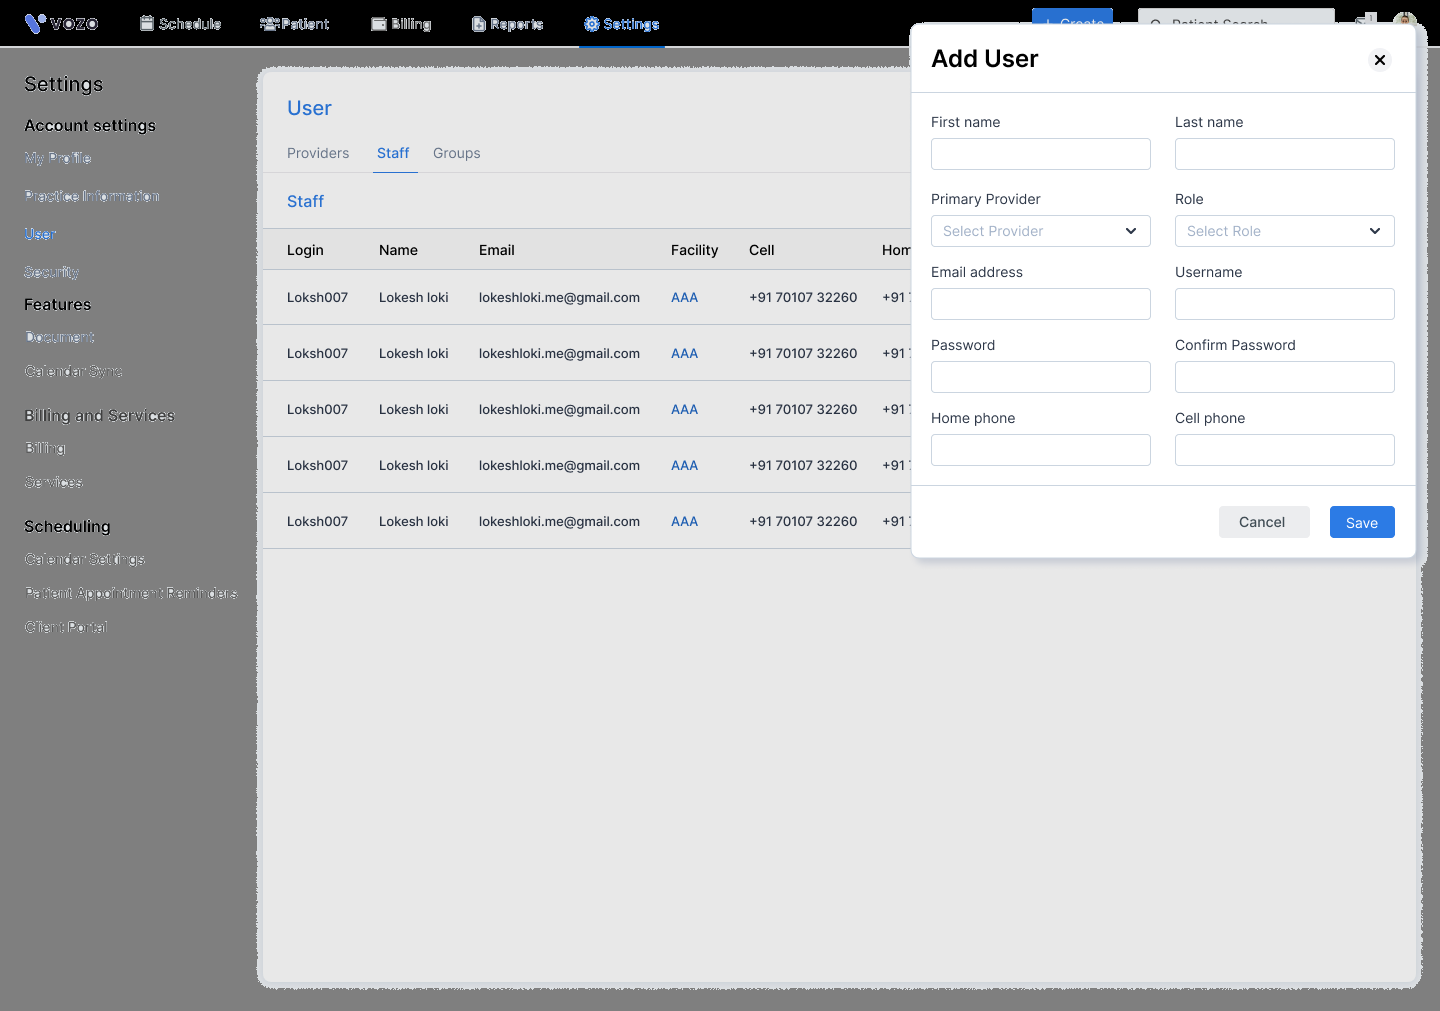 VOZO Schedule Patient Billing Reports Settings + Create Patient Search
Settings
Account settings
My Profile
Practice Information
User
Security
Features
Document
Calendar Sync
Billing and Services
Billing
Services
Scheduling
Calendar Settings
Patient Appointment Reminders
Client Portal
User
Providers Staff Groups
Staff
Login Name Email Facility Cell
Loksh007 Lokesh loki lokeshloki.me@gmail.com AAA +91 70107 32260 +91
Loksh007 Lokesh loki lokeshloki.me@gmail.com AAA +91 70107 32260 +91
Loksh007 Lokesh loki lokeshloki.me@gmail.com AAA +91 70107 32260 +91
Loksh007 Lokesh loki lokeshloki.me@gmail.com AAA +91 70107 32260 +91
Loksh007 Lokesh loki lokeshloki.me@gmail.com AAA +91 70107 32260 +91
Add User
First name Last name
Primary Provider Role
Select Provider Select Role
Email address Username
Password Confirm Password
Home phone Cell phone
Cancel Save